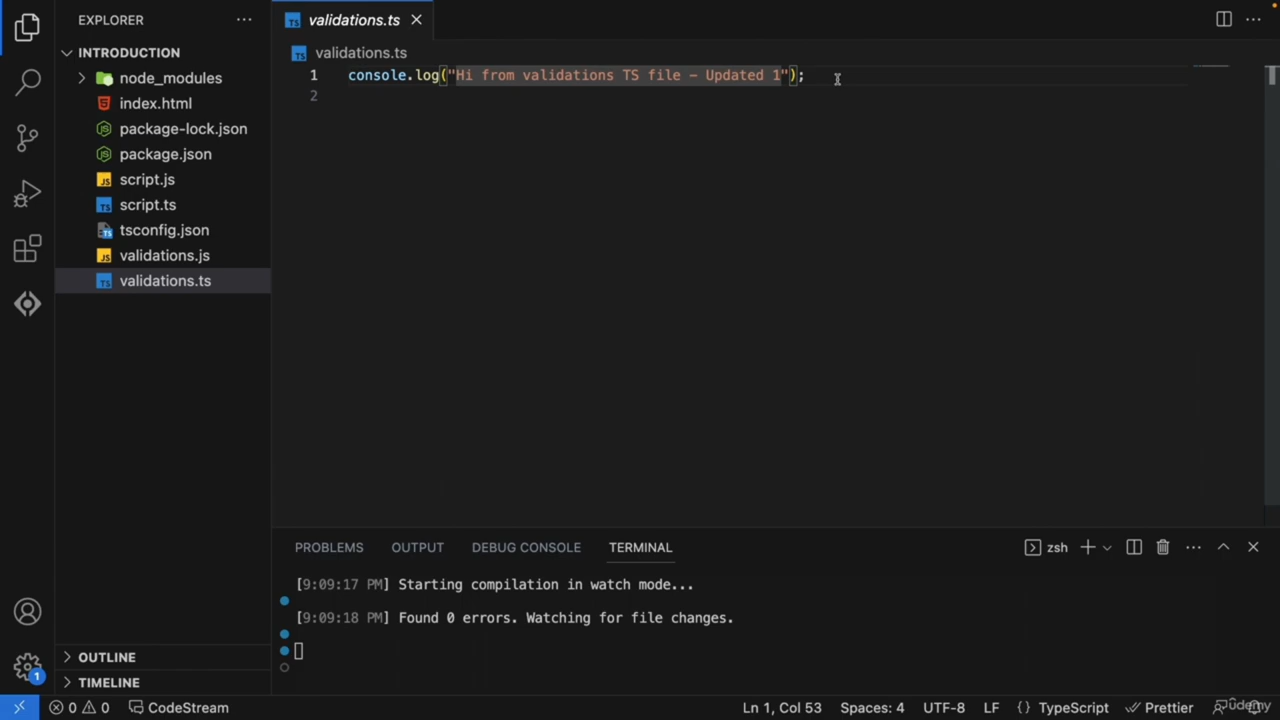 EXPLORER
validations.ts
INTRODUCTION
validations.ts
node_modules
index.html
package-lock.json
package.json
script.js
script.ts
tsconfig.json
validations.js
validations.ts
1 console.log("Hi from validations TS file - Updated 1");
2
PROBLEMS OUTPUT DEBUG CONSOLE TERMINAL zsh
[9:09:17 PM] Starting compilation in watch mode...
[9:09:18 PM] Found 0 errors. Watching for file changes.
OUTLINE
TIMELINE
1
0 0 CodeStream Ln 1, Col 53 Spaces: 4 UTF-8 LF {} TypeScript Prettier
ûdemy